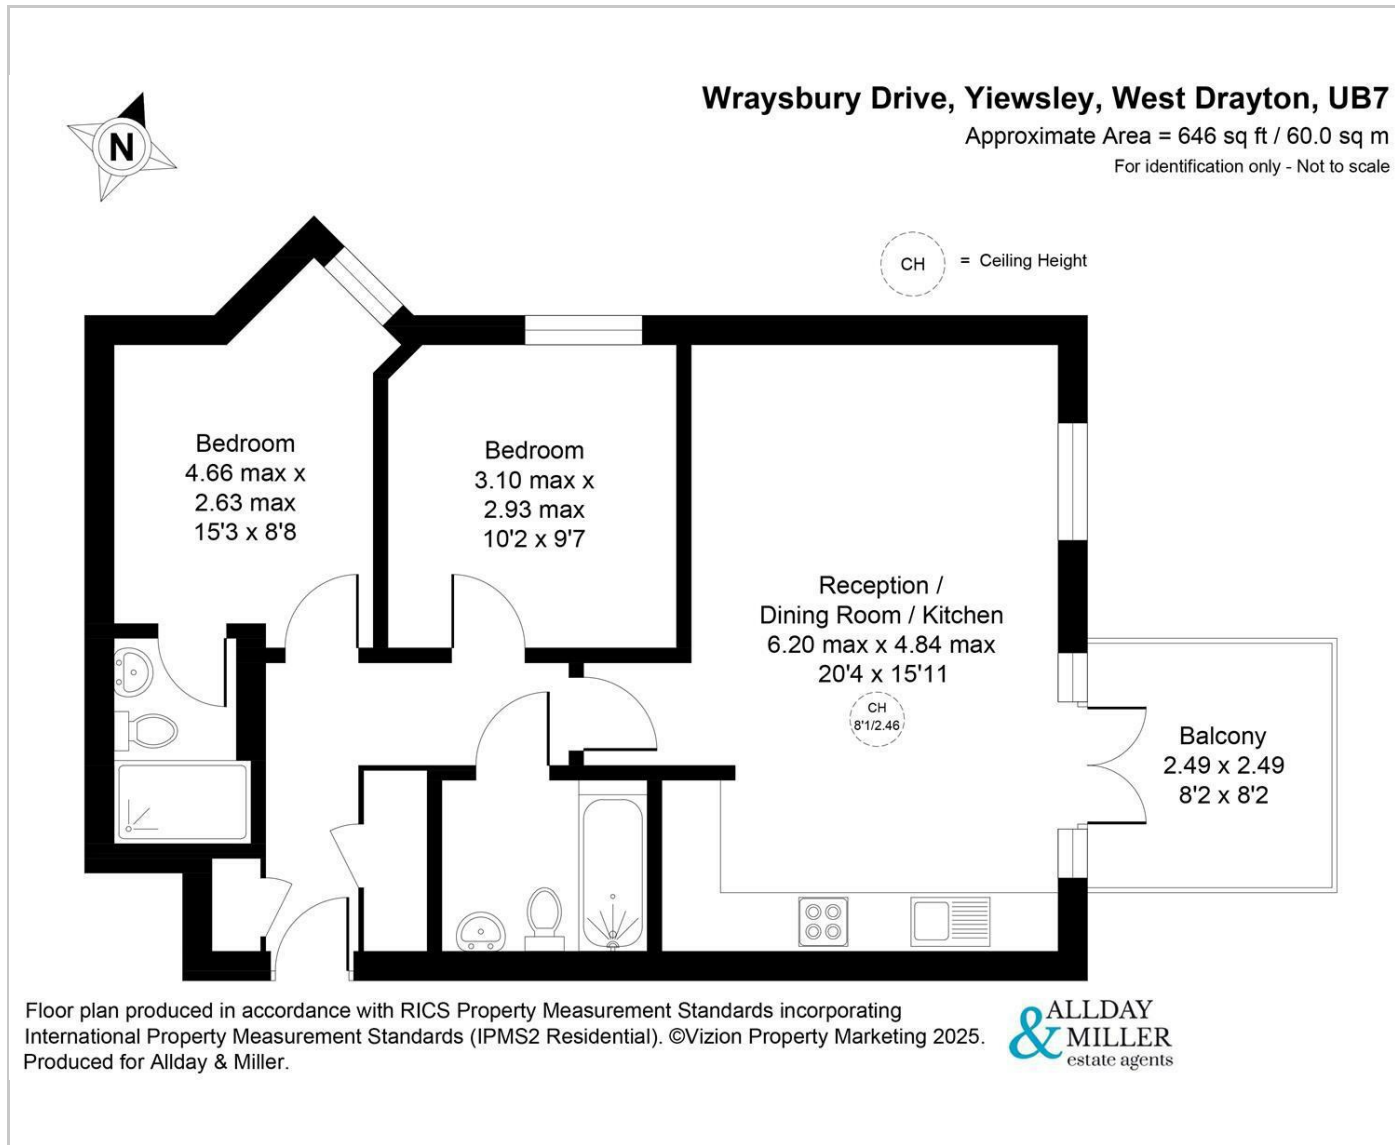 N
Wraysbury Drive, Yiewsley, West Drayton, UB7
Approximate Area = 646 sq ft / 60.0 sq m
For identification only - Not to scale
CH = Ceiling Height
Bedroom
4.66 max x
2.63 max
15'3 x 8'8
Bedroom
3.10 max x
2.93 max
10'2 x 9'7
Reception /
Dining Room / Kitchen
6.20 max x 4.84 max
20'4 x 15'11
CH
8'1/2.46
Balcony
2.49 x 2.49
8'2 x 8'2
Floor plan produced in accordance with RICS Property Measurement Standards incorporating
International Property Measurement Standards (IPMS2 Residential). ©Vizion Property Marketing 2025.
Produced for Allday & Miller.
ALLDAY
& MILLER
estate agents